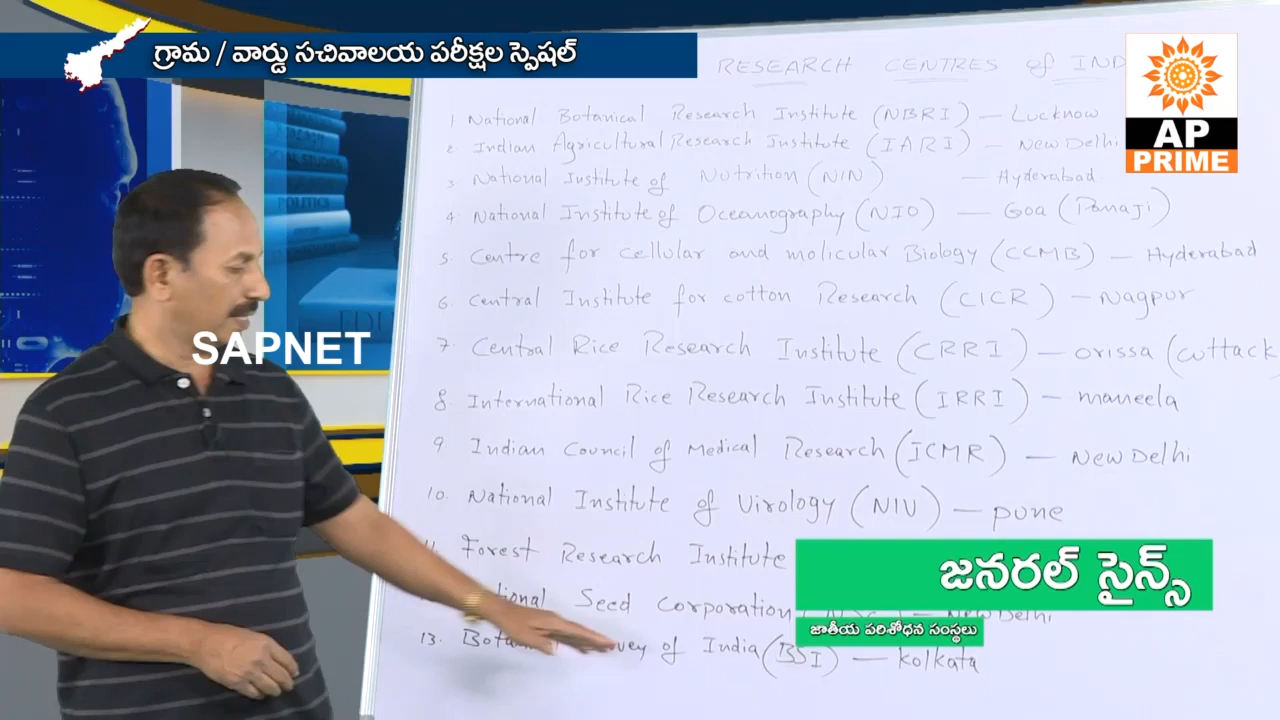 గ్రామ / వార్డు సచివాలయ పరీక్షల స్పెషల్
RESEARCH CENTRES of IND
AP
PRIME
1 National Botanical Research Institute (NBRI) – Lucknow
2. Indian Agricultural Research Institute (IARI) – New Delhi
3. National Institute of Nutrition (NIN) – Hyderabad
4. National Institute of Oceanography (NIO) – Goa (Panaji)
5. Centre for cellular and molicular Biology (CCMB) – Hyderabad
6. Central Institute for cotton Research (CICR) – Nagpur
7. Central Rice Research Institute (CRRI) – orissa (cuttack
8. International Rice Research Institute (IRRI) – maneela
9 Indian Council of Medical Research (ICMR) – New Delhi
10. National Institute of Virology (NIV) – pune
11. Forest Research Institute
Seed Corporation – New Delhi
13. of India (BSI) – Kolkata
SAPNET
POLITICS
జనరల్ సైన్స్
జాతీయ పరిశోధన సంస్థలు